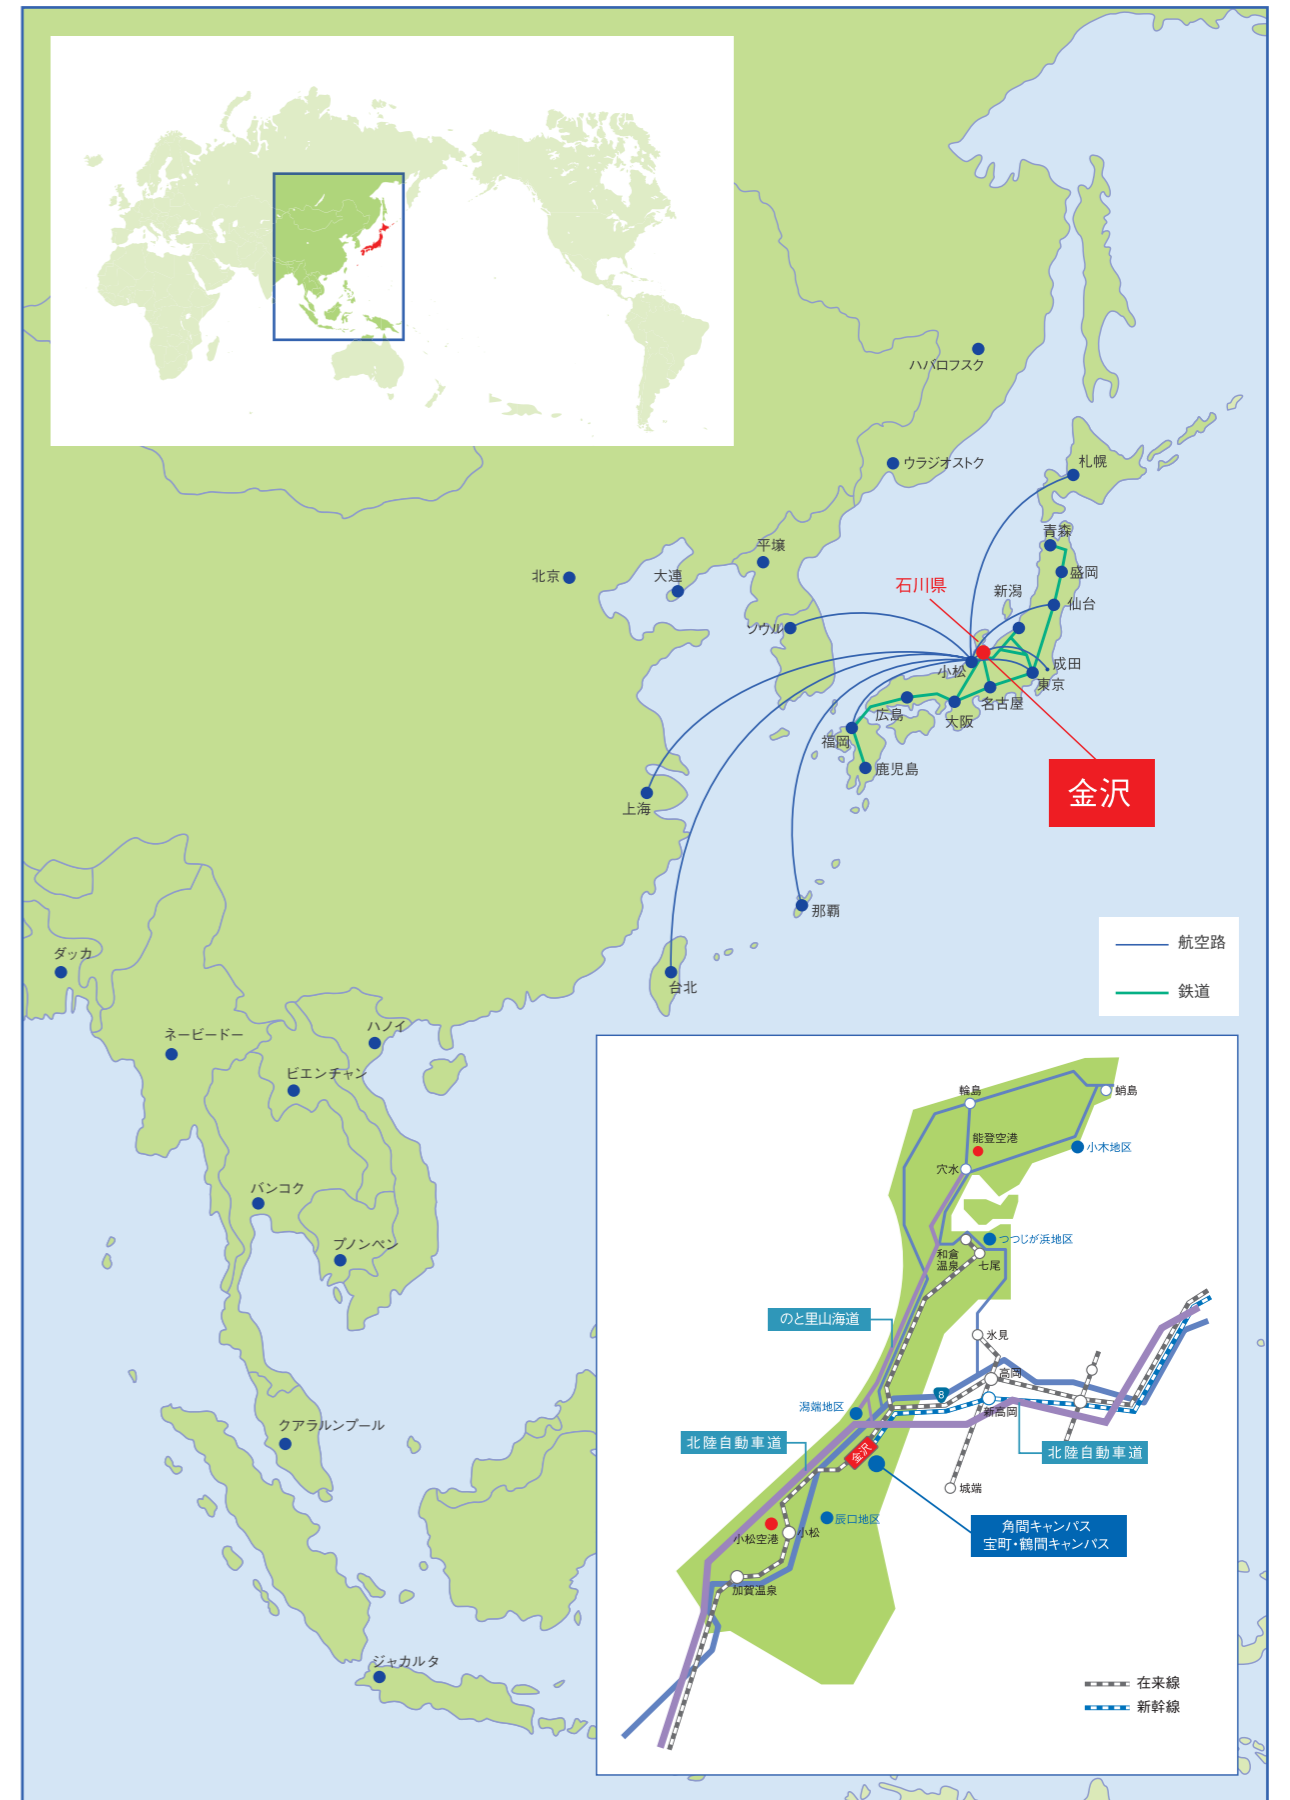 ハバロフスク
ウラジオストク
札幌
青森
平壌
盛岡
北京
大連
石川県
新潟
仙台
ソウル
成田
小松
東京
名古屋
広島
大阪
福岡
鹿児島
金沢
上海
那覇
航空路
ダッカ
台北
鉄道
ハノイ
ネービードー
ビエンチャン
バンコク
プノンペン
クアラルンプール
ジャカルタ
輪島
蛸島
能登空港
小木地区
穴水
つつじが浜地区
和倉
温泉
七尾
のと里山海道
氷見
高岡
8
潟端地区
新高岡
北陸自動車道
金沢
北陸自動車道
城端
辰口地区
角間キャンパス
宝町・鶴間キャンパス
小松空港
小松
加賀温泉
在来線
新幹線